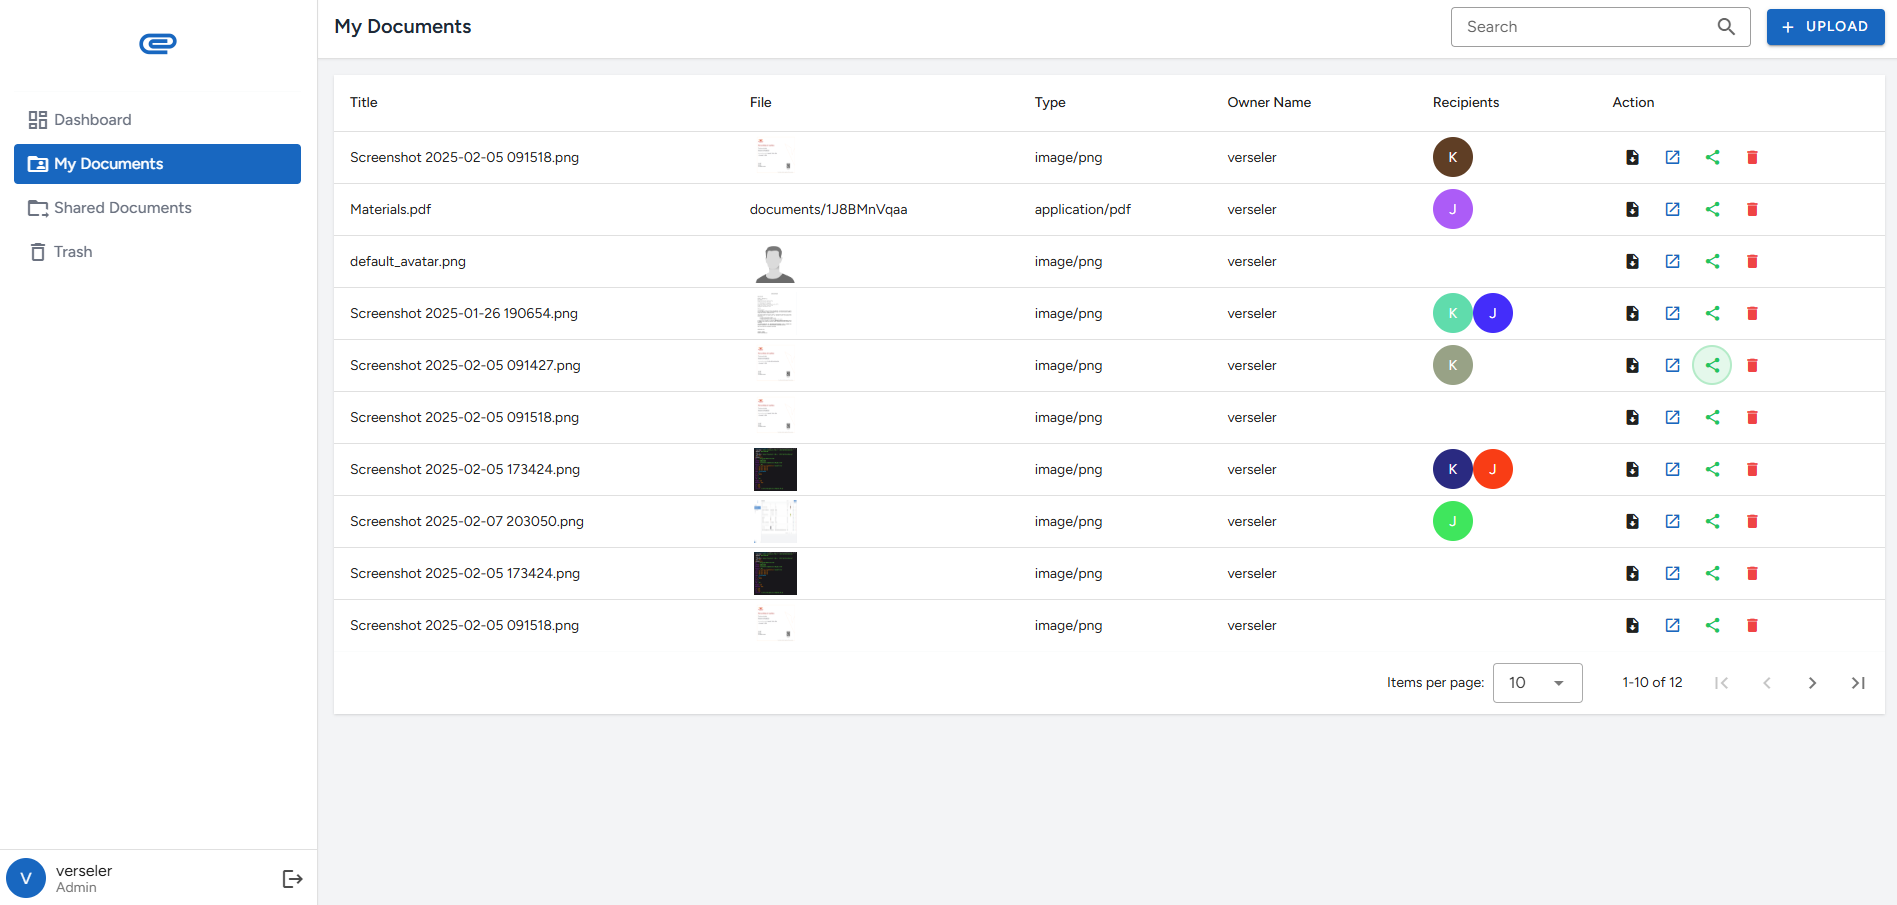 My Documents
Search
UPLOAD
Dashboard
My Documents
Shared Documents
Trash
Title File Type Owner Name Recipients Action
Screenshot 2025-02-05 091518.png image/png verseler K
Materials.pdf documents/1J8BMnVqaa application/pdf verseler J
default_avatar.png image/png verseler
Screenshot 2025-01-26 190654.png image/png verseler K J
Screenshot 2025-02-05 091427.png image/png verseler K
Screenshot 2025-02-05 091518.png image/png verseler
Screenshot 2025-02-05 173424.png image/png verseler K J
Screenshot 2025-02-07 203050.png image/png verseler J
Screenshot 2025-02-05 173424.png image/png verseler
Screenshot 2025-02-05 091518.png image/png verseler
Items per page: 10 1-10 of 12
V
verseler
Admin